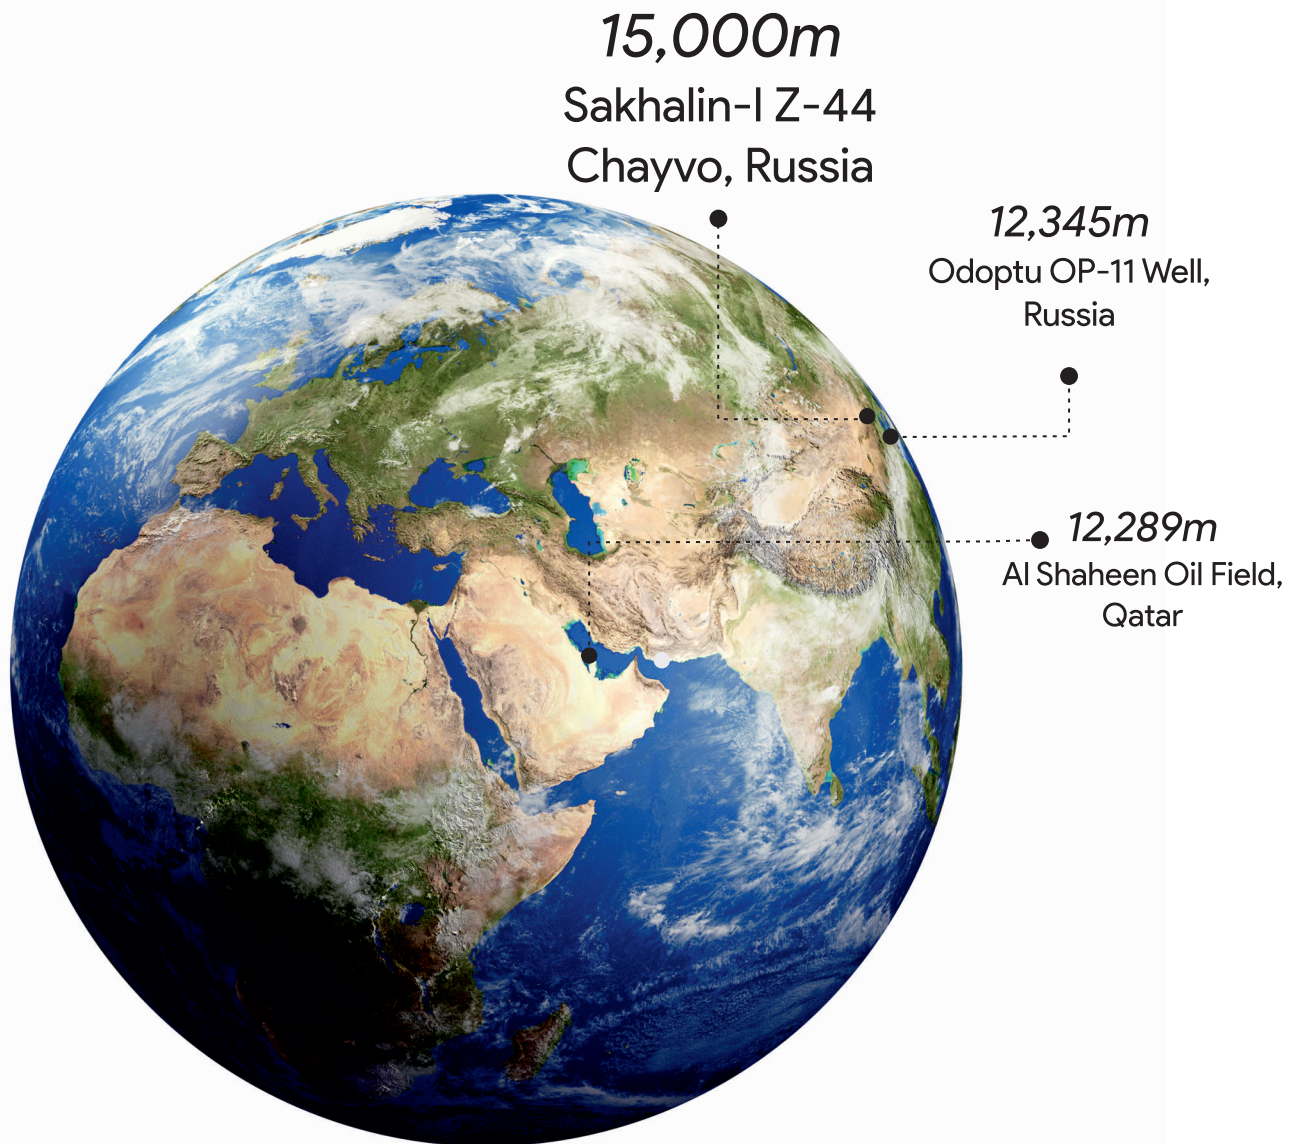 15,000m
Sakhalin-I Z-44
Chayvo, Russia
12,345m
Odoptu OP-11 Well,
Russia
12,289m
Al Shaheen Oil Field,
Qatar